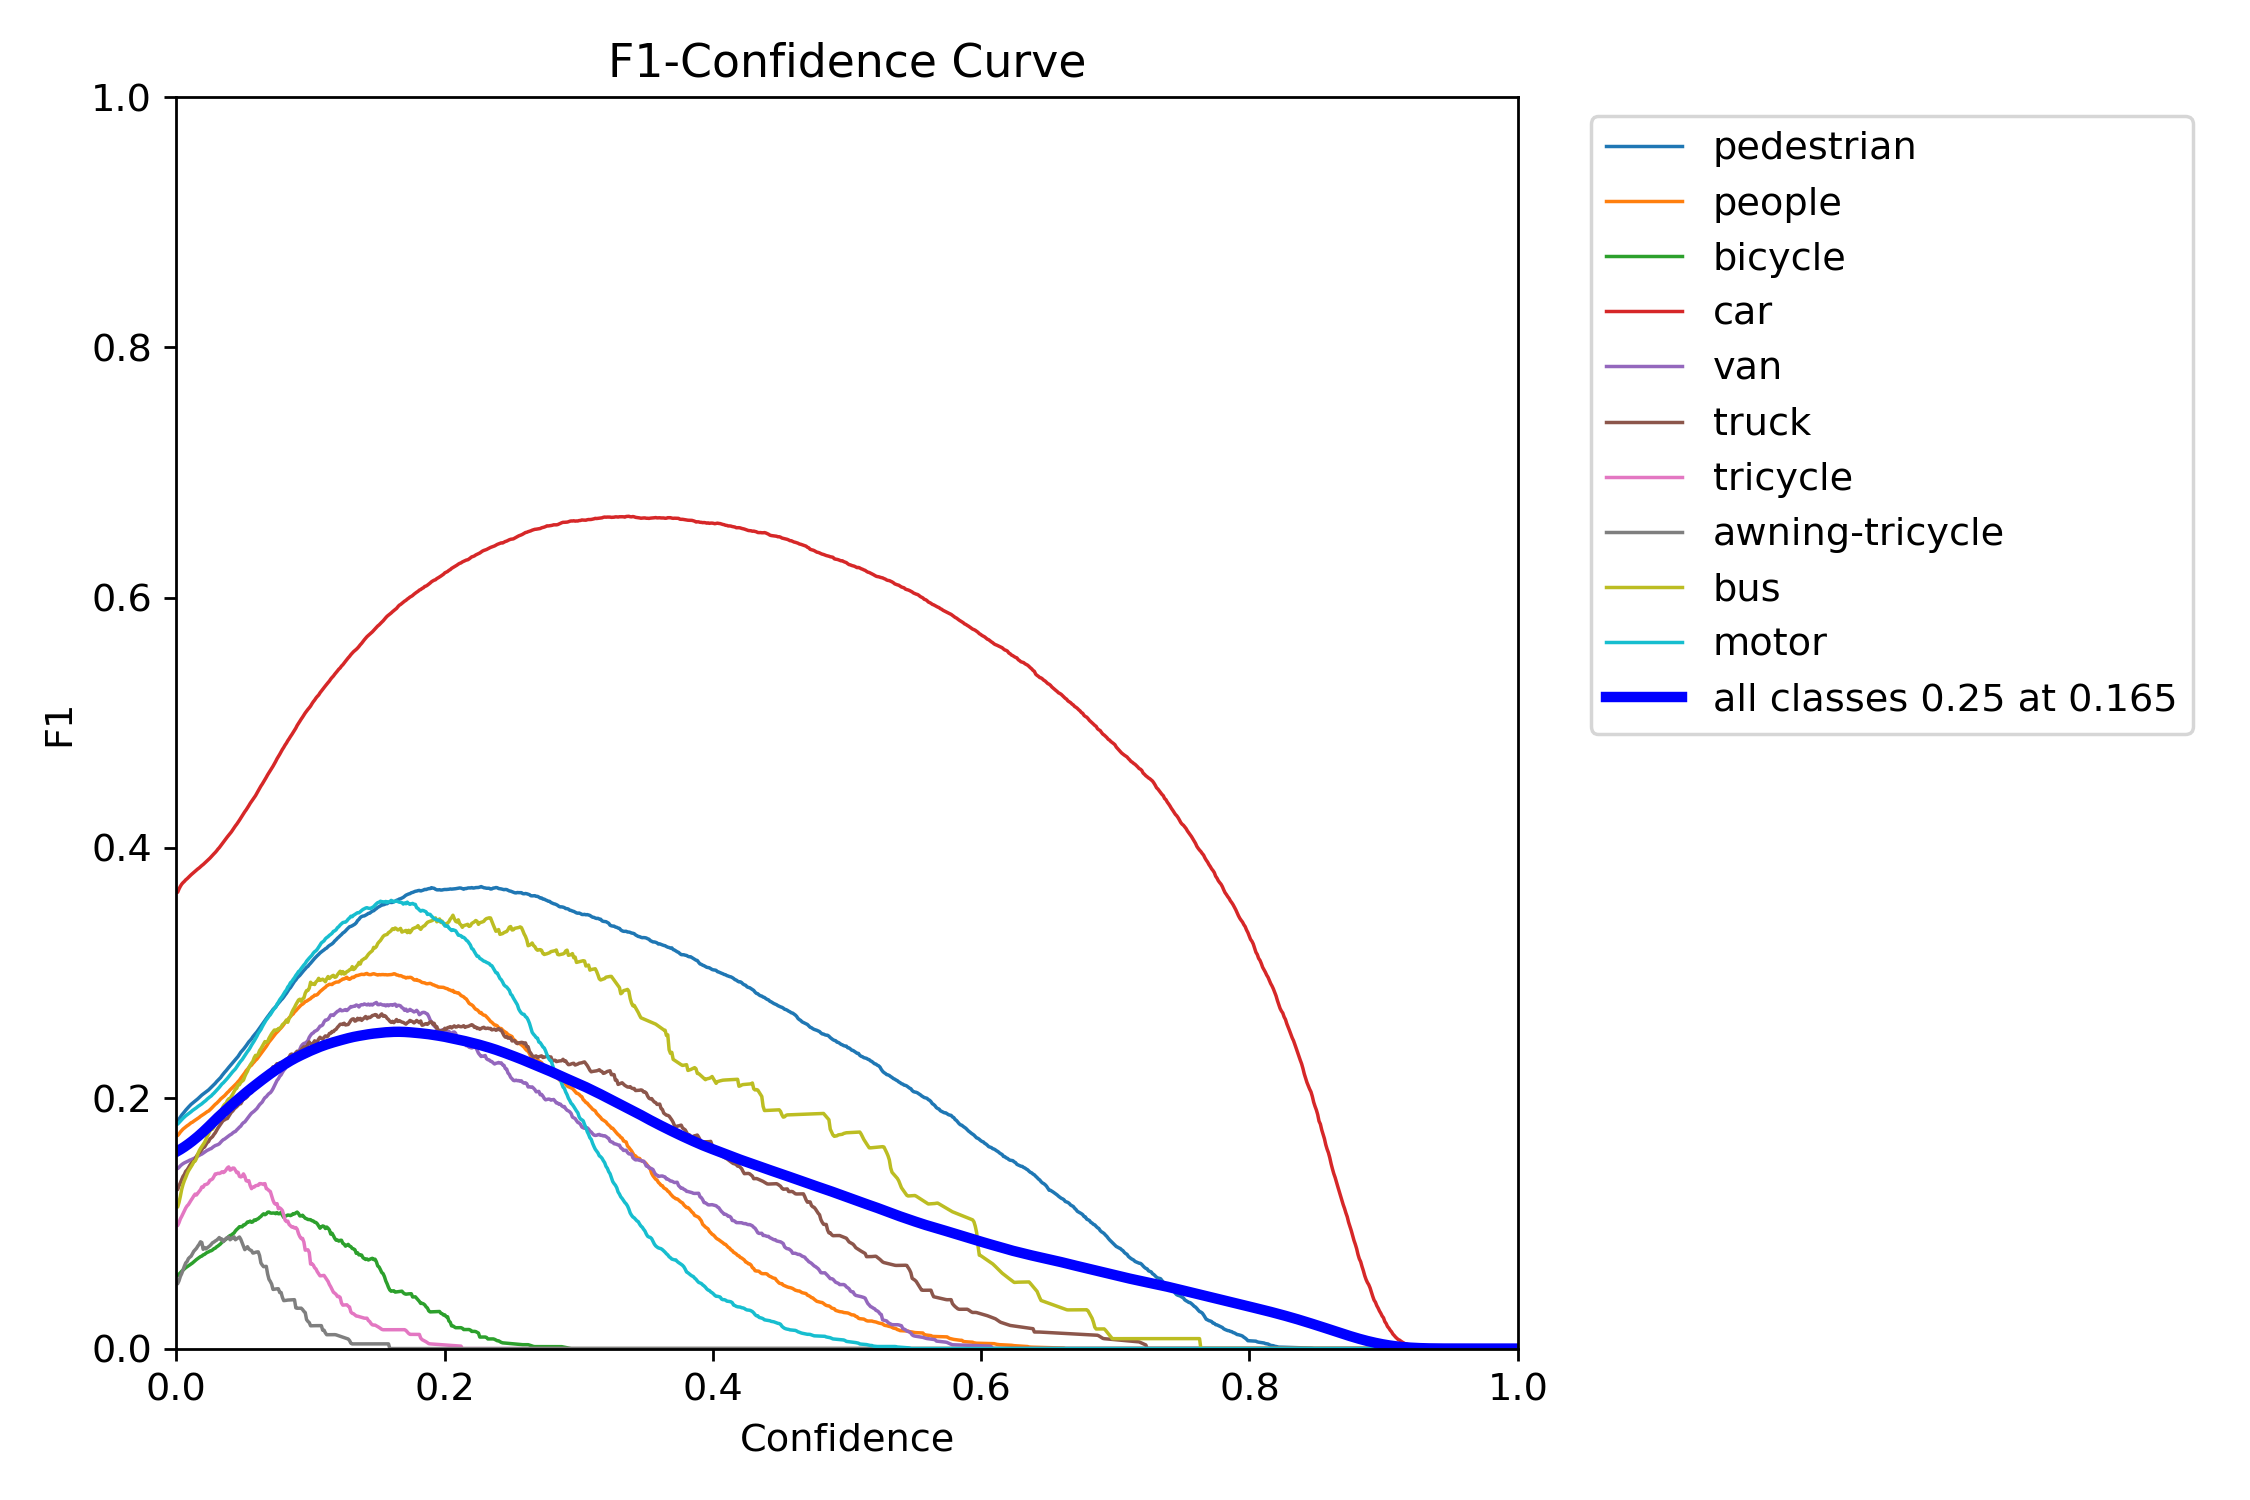 F1-Confidence Curve
F1
1.0
0.8
0.6
0.4
0.2
0.0
0.0 0.2 0.4 0.6 0.8 1.0
Confidence
pedestrian
people
bicycle
car
van
truck
tricycle
awning-tricycle
bus
motor
all classes 0.25 at 0.165